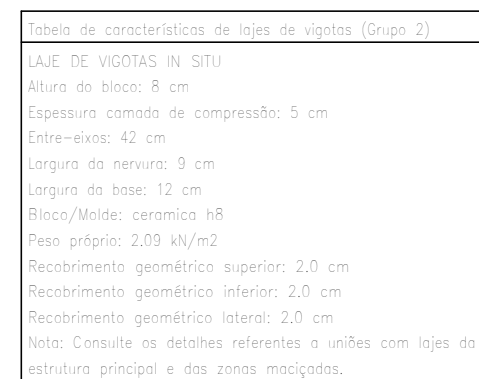 Tabela de características de lajes de vigotas (Grupo 2)
LAJE DE VIGOTAS IN SITU
Altura do bloco: 8 cm
Espessura camada de compressão: 5 cm
Entre-eixos: 42 cm
Largura da nervura: 9 cm
Largura da base: 12 cm
Bloco/Molde: ceramica h8
Peso próprio: 2.09 kN/m2
Recobrimento geométrico superior: 2.0 cm
Recobrimento geométrico inferior: 2.0 cm
Recobrimento geométrico lateral: 2.0 cm
Nota: Consulte os detalhes referentes a uniões com lajes da
estrutura principal e das zonas maciçadas.